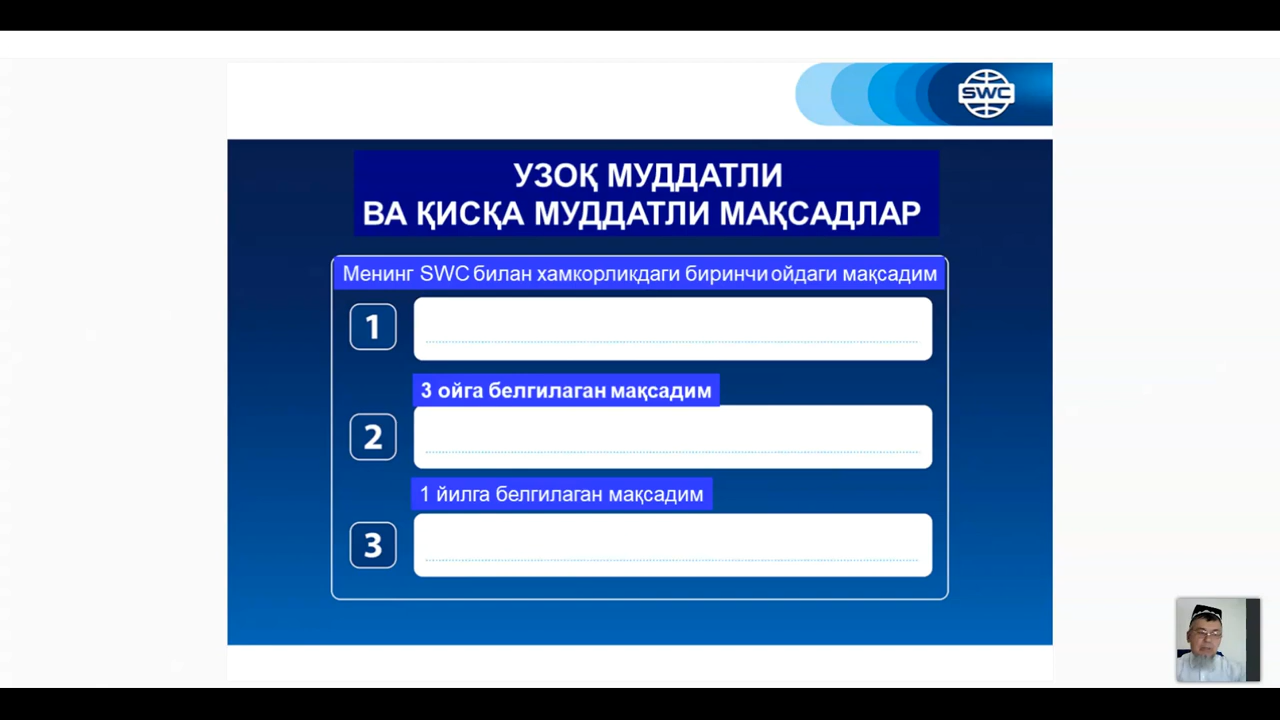 SWC
УЗОҚ МУДДАТЛИ
ВА ҚИСҚА МУДДАТЛИ МАҚСАДЛАР
Менинг SWC билан хамкорликдаги биринчи ойдаги мақсадим
1
3 ойга белгилаган мақсадим
2
1 йилга белгилаган мақсадим
3